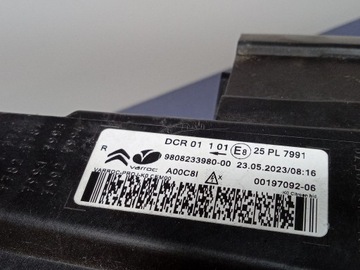 DCR 01 1 01 E8 25 PL 7991
R
varroc
9808233980-00 23.05.2023/08:16
A00C8I 00197092-06